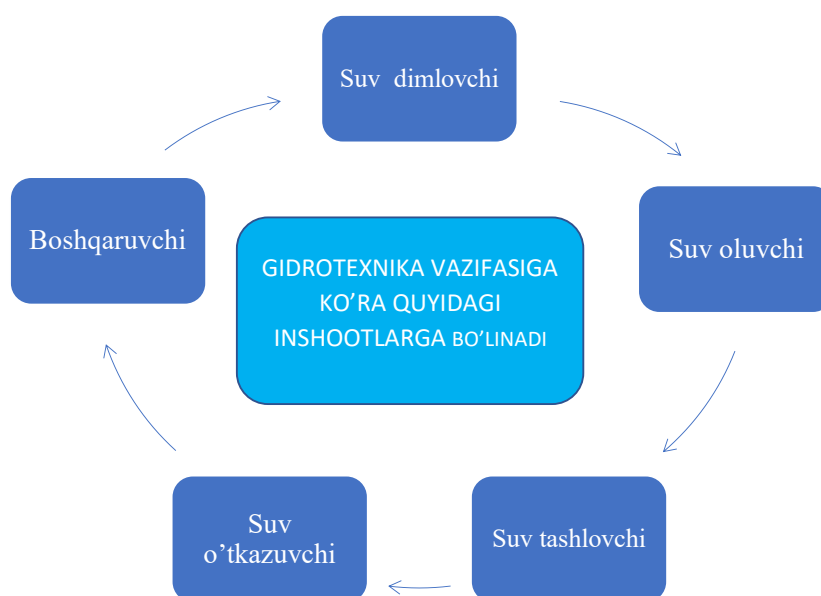 Suv dimlovchi
Boshqaruvchi
Suv oluvchi
GIDROTEXNIKA VAZIFASIGA
KO’RA QUYIDAGI
INSHOOTLARGA BO’LINADI
Suv
o’tkazuvchi
Suv tashlovchi